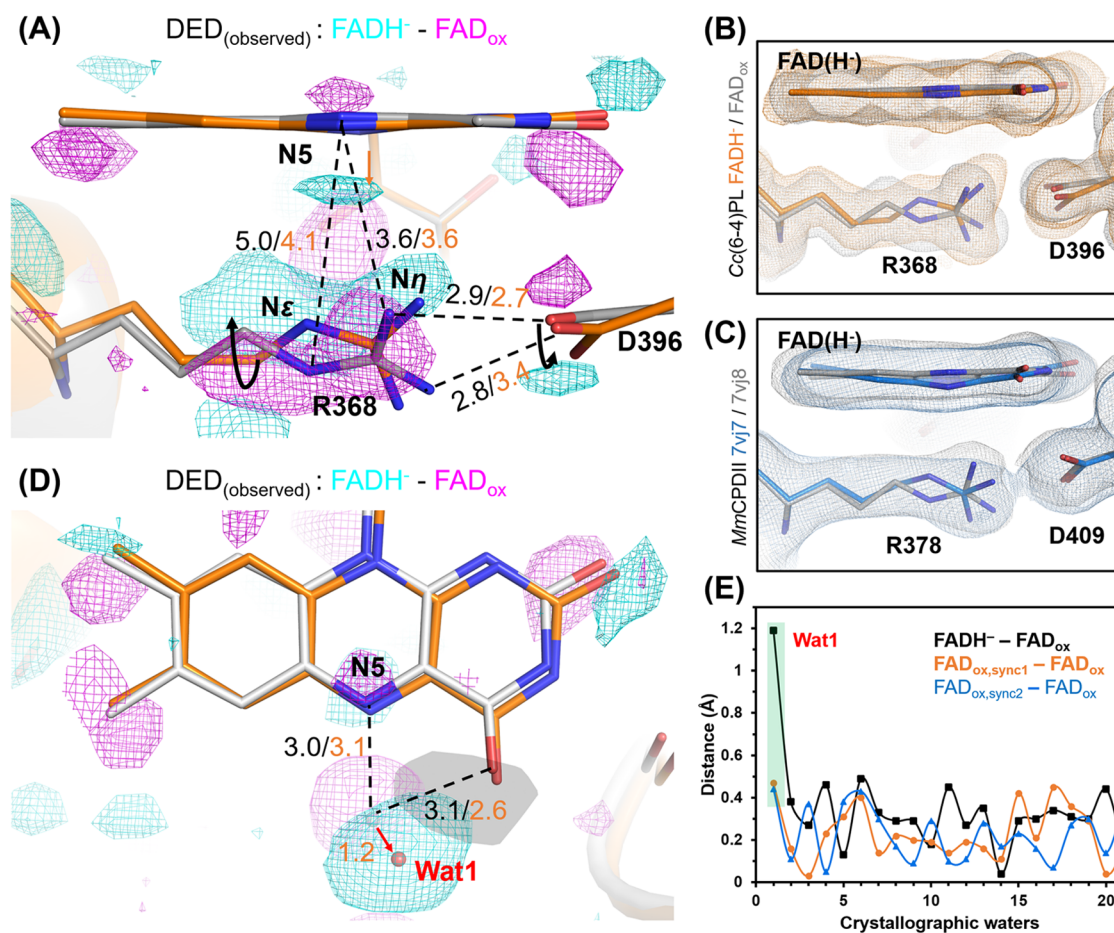 (A)
DED(observed) : FADH⁻ - FADox
N5
5.0/4.1
3.6/3.6
Nε
Nη
2.9/2.7
D396
2.8/3.4
R368
(B)
Cc(6-4)PL FADH⁻ / FADox
FAD(H⁻)
R368
D396
(C)
MmCPDII 7vj7 / 7vj8
FAD(H⁻)
R378
D409
(D)
DED(observed) : FADH⁻ - FADox
N5
3.0/3.1
3.1/2.6
1.2
Wat1
(E)
Wat1
FADH⁻ – FADox
FADox,sync1 – FADox
FADox,sync2 – FADox
Distance (Å)
1.2
1.0
0.8
0.6
0.4
0.2
0
0 5 10 15 20
Crystallographic waters